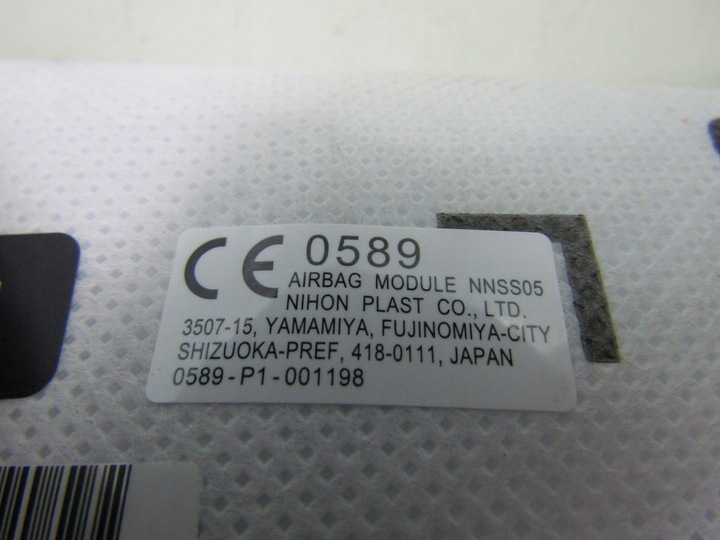 CE 0589
AIRBAG MODULE NNSS05
NIHON PLAST CO., LTD.
3507-15, YAMAMIYA, FUJINOMIYA-CITY
SHIZUOKA-PREF, 418-0111, JAPAN
0589-P1-001198